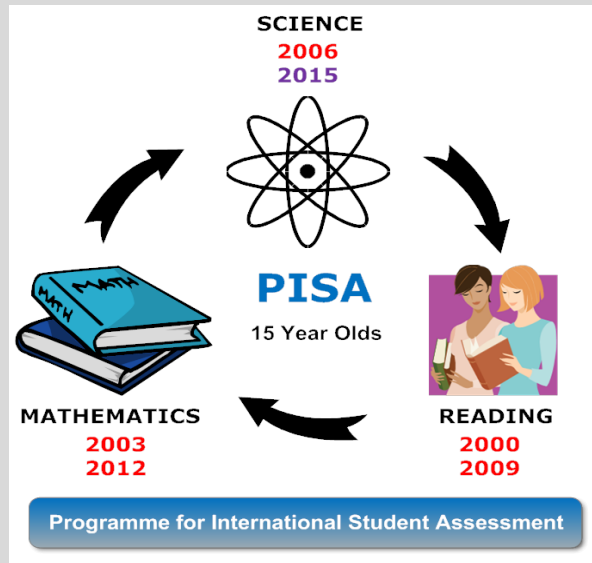 SCIENCE
2006
2015
PISA
15 Year Olds
MATH
MATH
MATHEMATICS
2003
2012
READING
2000
2009
Programme for International Student Assessment